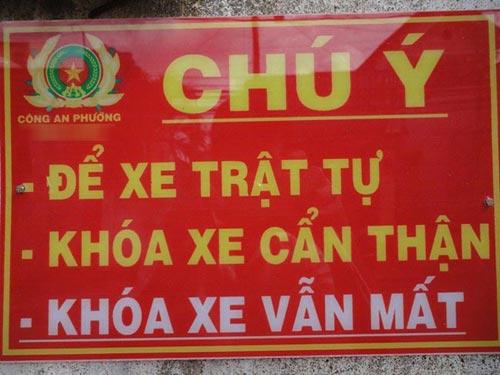 CHÚ Ý
CÔNG AN PHƯỜNG
- ĐỂ XE TRẬT TỰ
- KHÓA XE CẨN THẬN
- KHÓA XE VẪN MẤT